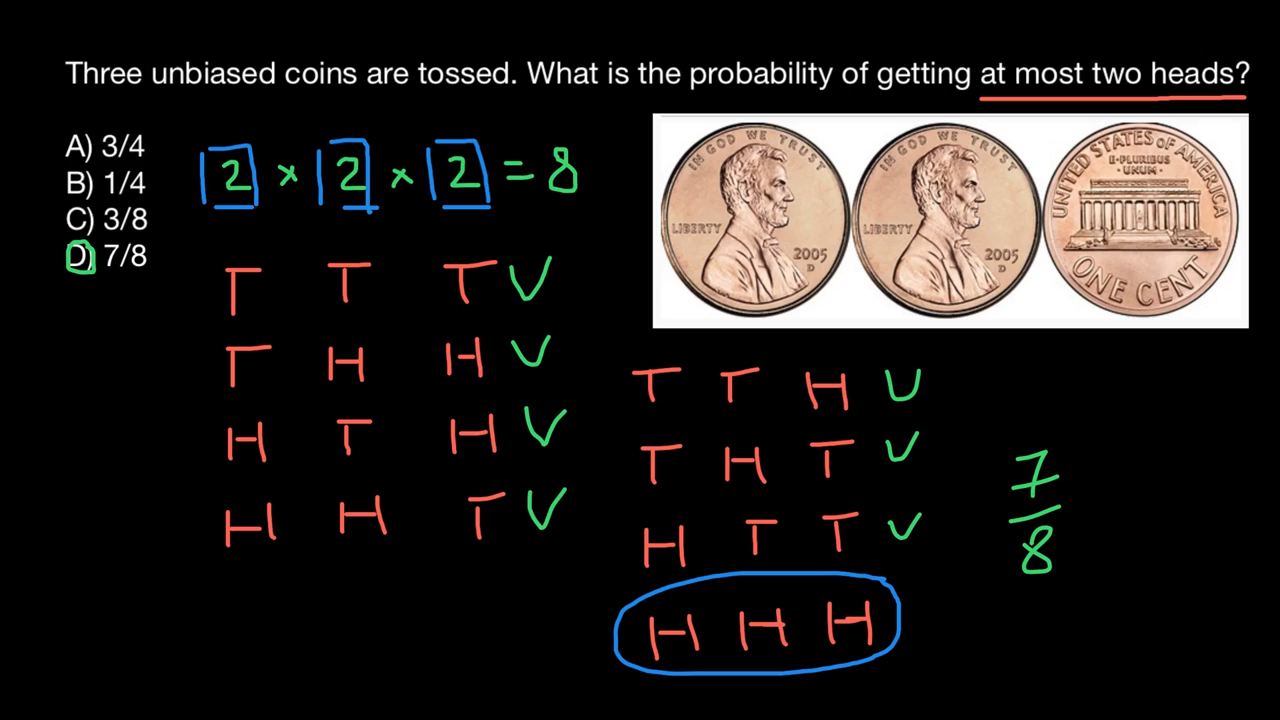 Three unbiased coins are tossed. What is the probability of getting at most two heads?
A) 3/4
B) 1/4
C) 3/8
D) 7/8
2 × 2 × 2 = 8
T T T V
T H H V
H T H V
H H T V
T T H V
T H T V
H T T V
H H H
7/8
IN GOD WE TRUST
LIBERTY
2005
D
IN GOD WE TRUST
LIBERTY
2005
D
UNITED STATES OF AMERICA
E·PLURIBUS
·UNUM·
ONE CENT